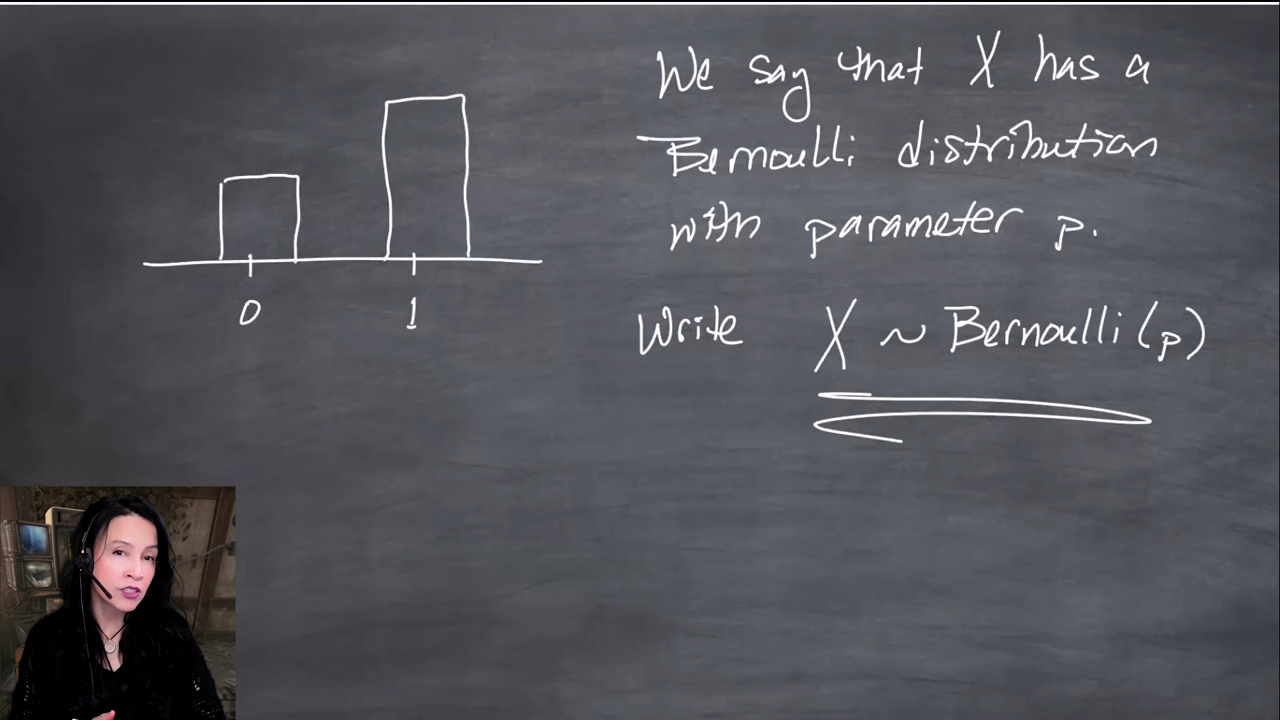 We say that X has a
Bernoulli distribution
with parameter p.
Write X ~ Bernoulli (p)
0 1